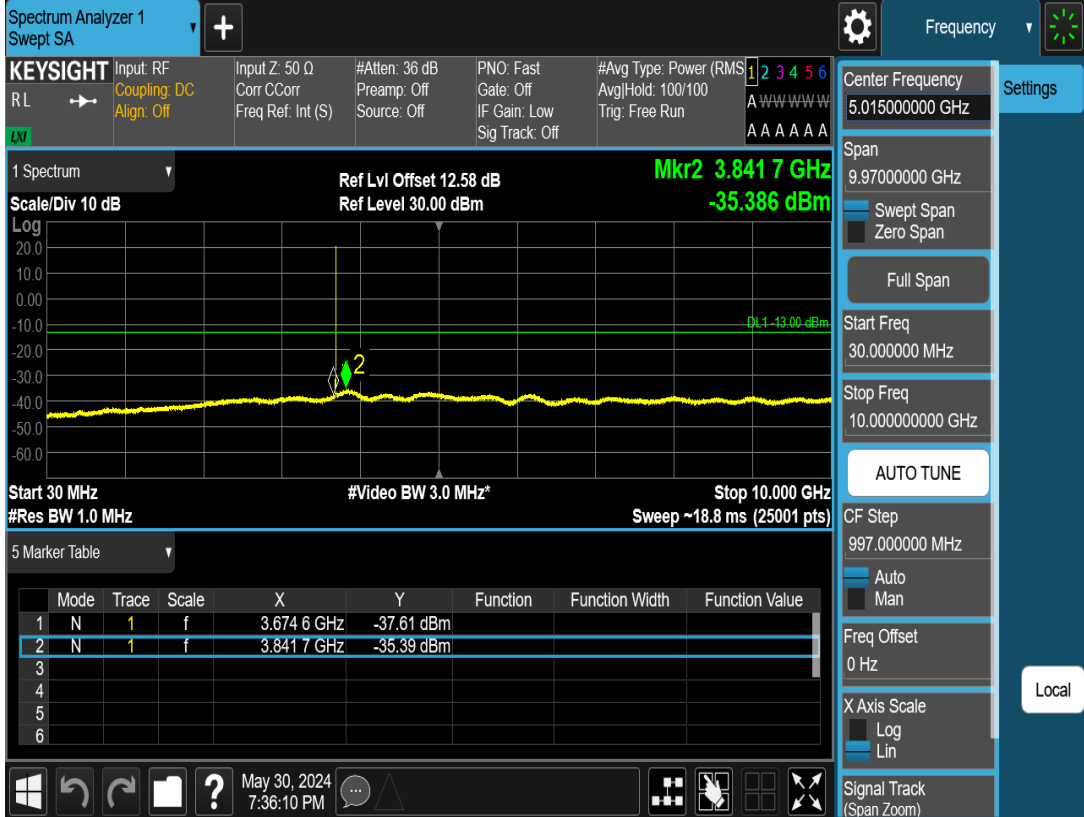 Spectrum Analyzer 1
Swept SA
+
Frequency
KEYSIGHT
RL
LXI
Input: RF
Coupling: DC
Align: Off
Input Z: 50 Ω
Corr CCorr
Freq Ref: Int (S)
#Atten: 36 dB
Preamp: Off
Source: Off
PNO: Fast
Gate: Off
IF Gain: Low
Sig Track: Off
#Avg Type: Power (RMS
Avg|Hold: 100/100
Trig: Free Run
1 2 3 4 5 6
A W W W W W
A A A A A A
1 Spectrum
Scale/Div 10 dB
Ref Lvl Offset 12.58 dB
Ref Level 30.00 dBm
Mkr2 3.841 7 GHz
-35.386 dBm
Log
20.0
10.0
0.00
-10.0
-20.0
-30.0
-40.0
-50.0
-60.0
DL1 -13.00 dBm
2
Start 30 MHz
#Res BW 1.0 MHz
#Video BW 3.0 MHz*
Stop 10.000 GHz
Sweep ~18.8 ms (25001 pts)
5 Marker Table
Mode Trace Scale X Y Function Function Width Function Value
1 N 1 f 3.674 6 GHz -37.61 dBm
2 N 1 f 3.841 7 GHz -35.39 dBm
3
4
5
6
?
May 30, 2024
7:36:10 PM
Center Frequency
5.015000000 GHz
Settings
Span
9.97000000 GHz
Swept Span
Zero Span
Full Span
Start Freq
30.000000 MHz
Stop Freq
10.000000000 GHz
AUTO TUNE
CF Step
997.000000 MHz
Auto
Man
Freq Offset
0 Hz
X Axis Scale
Log
Lin
Local
Signal Track
(Span Zoom)